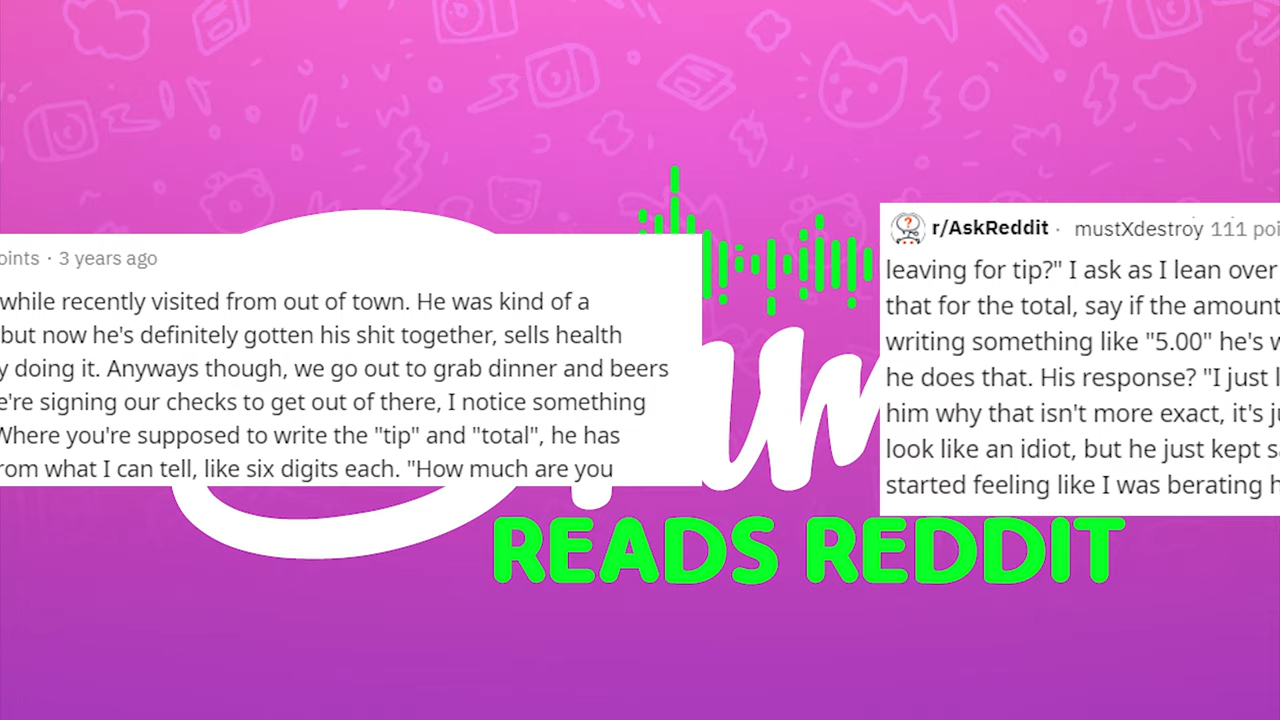 oints · 3 years ago
while recently visited from out of town. He was kind of a
but now he's definitely gotten his shit together, sells health
y doing it. Anyways though, we go out to grab dinner and beers
e're signing our checks to get out of there, I notice something
Where you're supposed to write the "tip" and "total", he has
rom what I can tell, like six digits each. "How much are you
r/AskReddit · mustXdestroy 111 poi
leaving for tip?" I ask as I lean over
that for the total, say if the amount
writing something like "5.00" he's w
he does that. His response? "I just l
him why that isn't more exact, it's ju
look like an idiot, but he just kept sa
started feeling like I was berating h
READS REDDIT